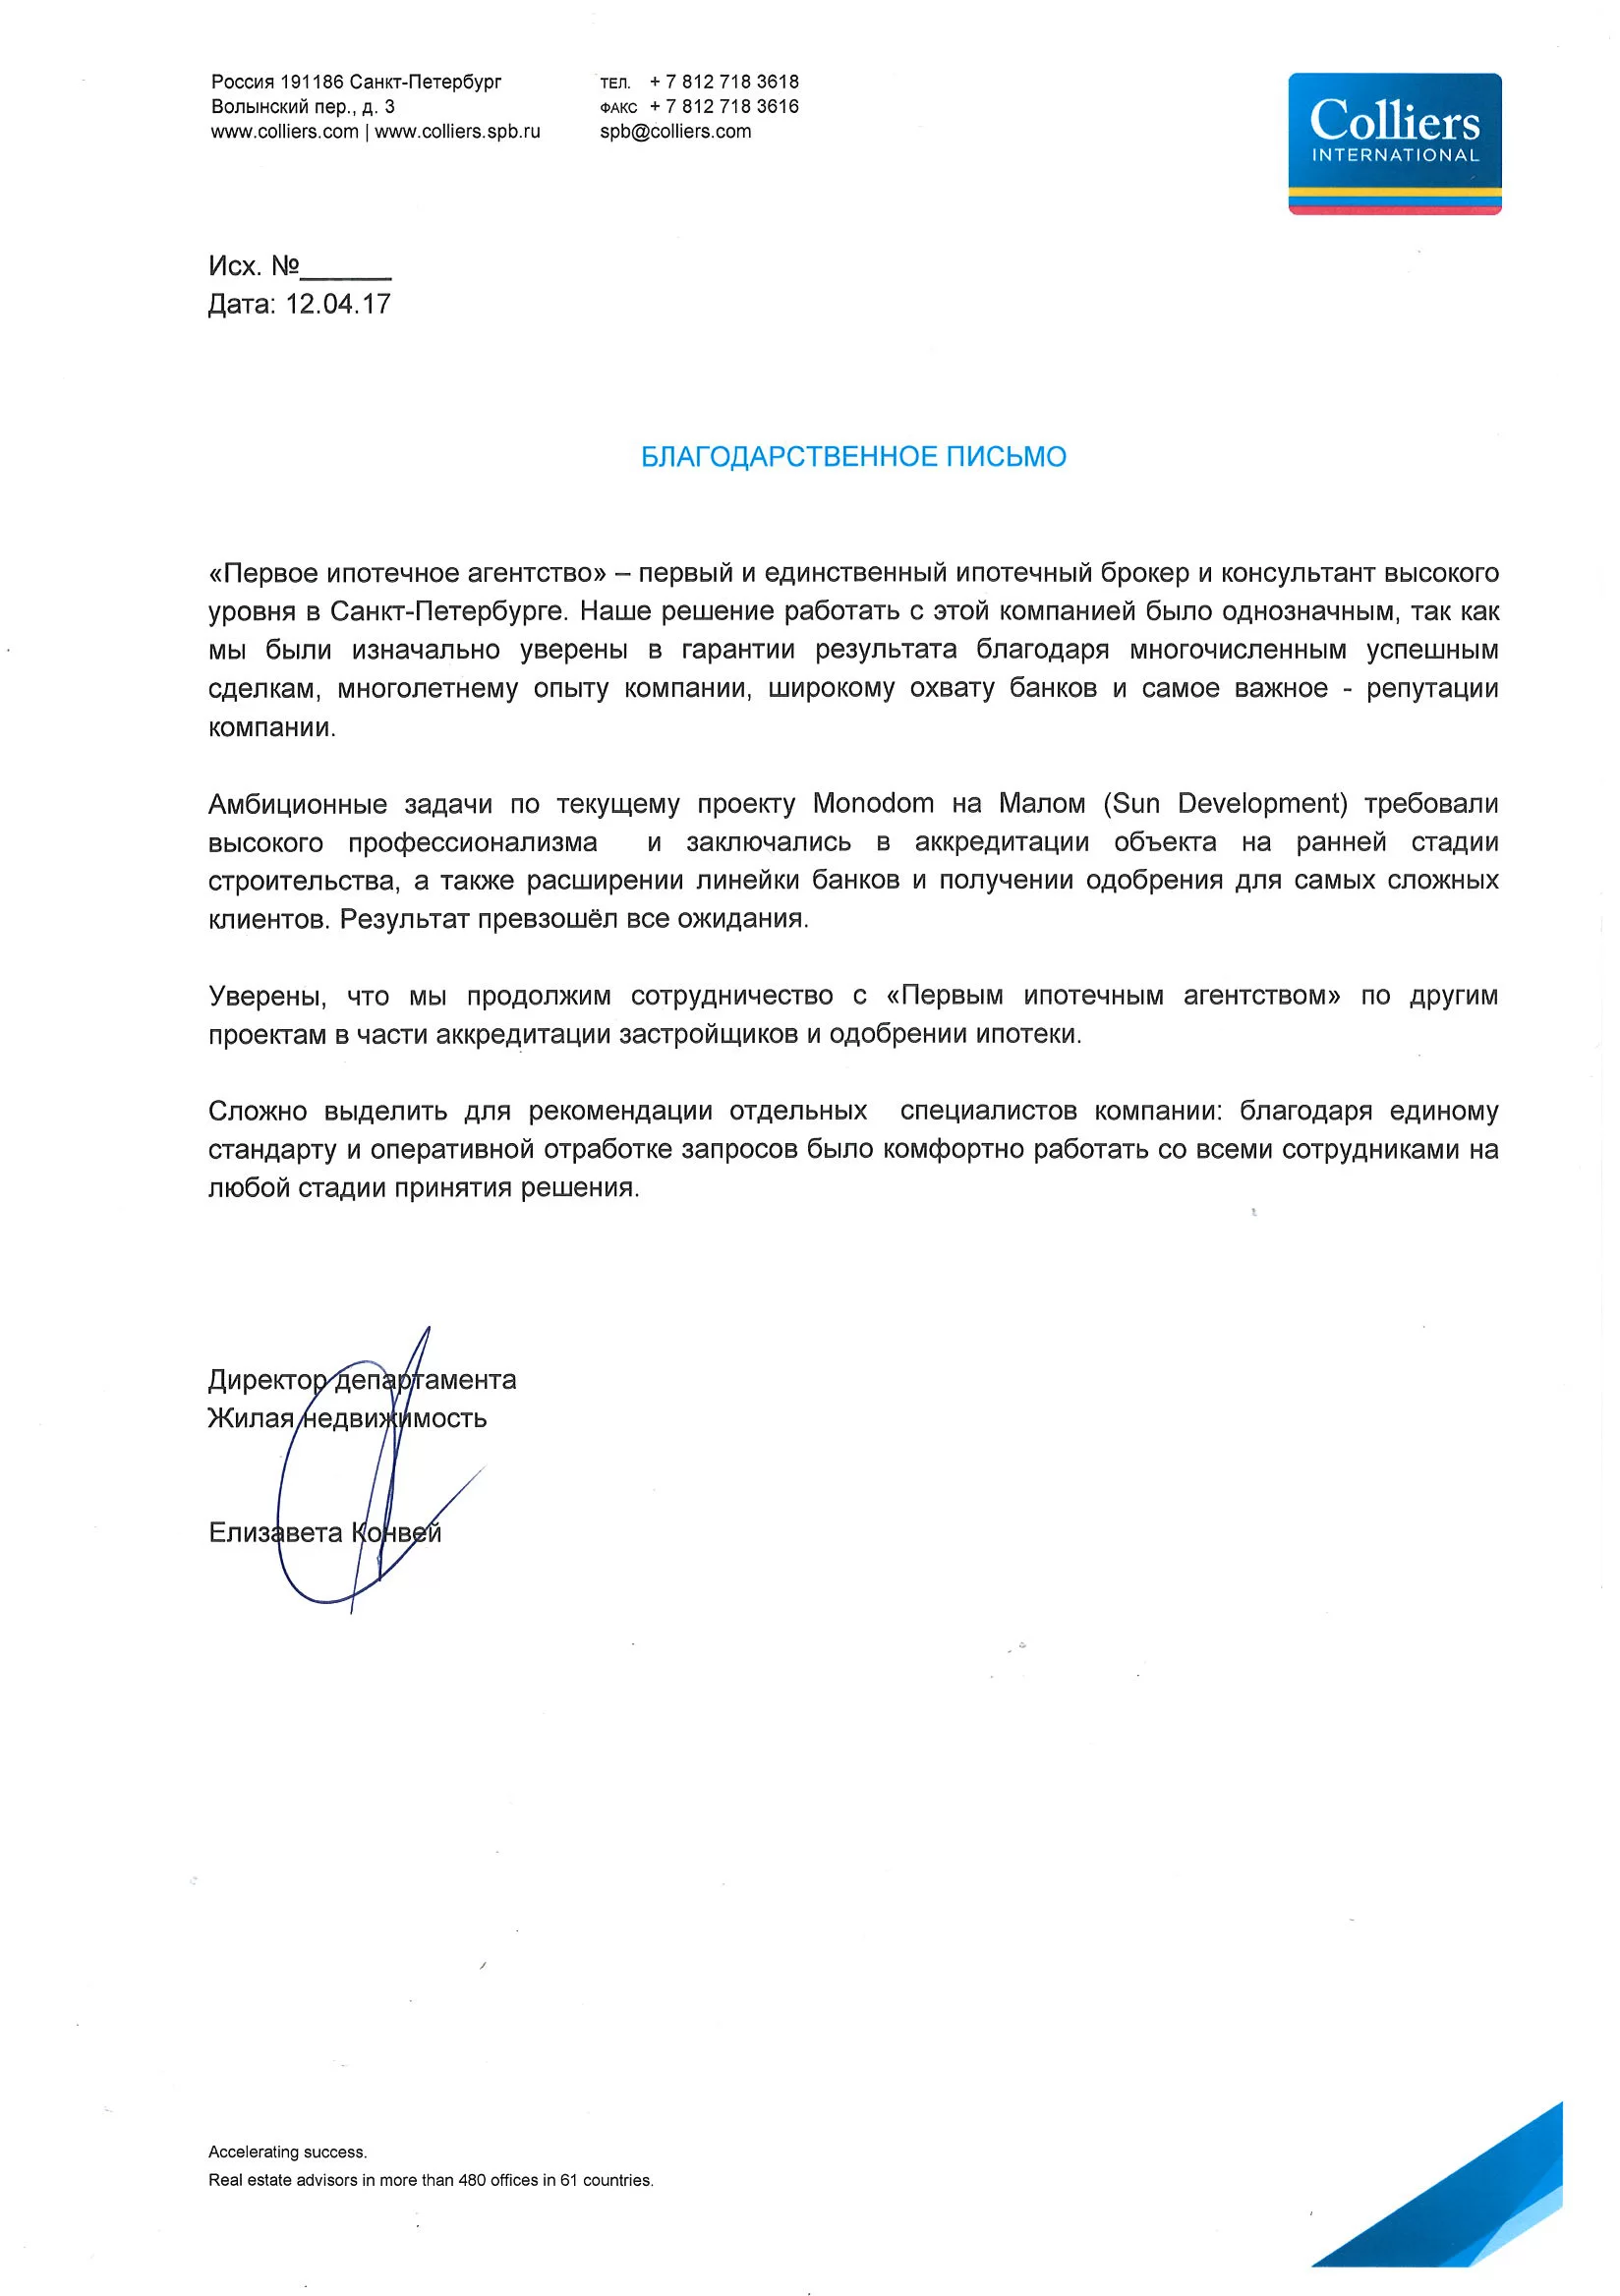 Россия 191186 Санкт-Петербург
Волынский пер., д. 3
www.colliers.com | www.colliers.spb.ru
ТЕЛ. + 7 812 718 3618
ФАКС + 7 812 718 3616
spb@colliers.com
Colliers
INTERNATIONAL
Исх. №______
Дата: 12.04.17
БЛАГОДАРСТВЕННОЕ ПИСЬМО
«Первое ипотечное агентство» – первый и единственный ипотечный брокер и консультант высокого
уровня в Санкт-Петербурге. Наше решение работать с этой компанией было однозначным, так как
мы были изначально уверены в гарантии результата благодаря многочисленным успешным
сделкам, многолетнему опыту компании, широкому охвату банков и самое важное - репутации
компании.
Амбиционные задачи по текущему проекту Monodom на Малом (Sun Development) требовали
высокого профессионализма и заключались в аккредитации объекта на ранней стадии
строительства, а также расширении линейки банков и получении одобрения для самых сложных
клиентов. Результат превзошёл все ожидания.
Уверены, что мы продолжим сотрудничество с «Первым ипотечным агентством» по другим
проектам в части аккредитации застройщиков и одобрении ипотеки.
Сложно выделить для рекомендации отдельных специалистов компании: благодаря единому
стандарту и оперативной отработке запросов было комфортно работать со всеми сотрудниками на
любой стадии принятия решения.
Директор департамента
Жилая недвижимость
Елизавета Конвей
Accelerating success.
Real estate advisors in more than 480 offices in 61 countries.